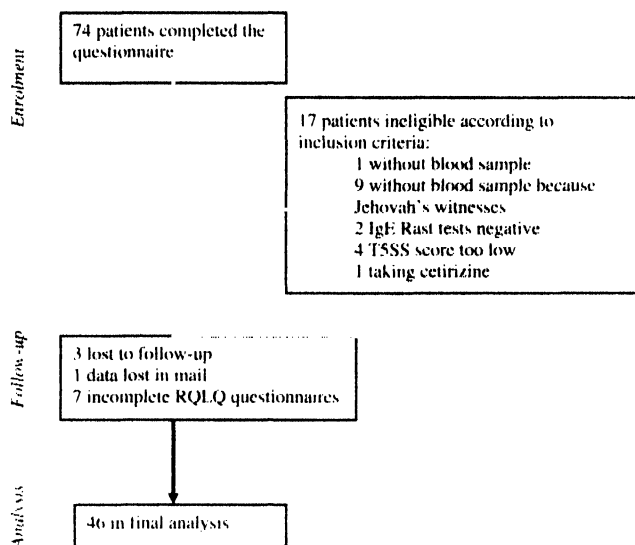 Enrolment
74 patients completed the
questionnaire
17 patients ineligible according to
inclusion criteria:
1 without blood sample
9 without blood sample because
Jehovah's witnesses
2 IgE Rast tests negative
4 T5SS score too low
1 taking cetirizine
Follow-up
3 lost to follow-up
1 data lost in mail
7 incomplete RQLQ questionnaires
Analysis
46 in final analysis